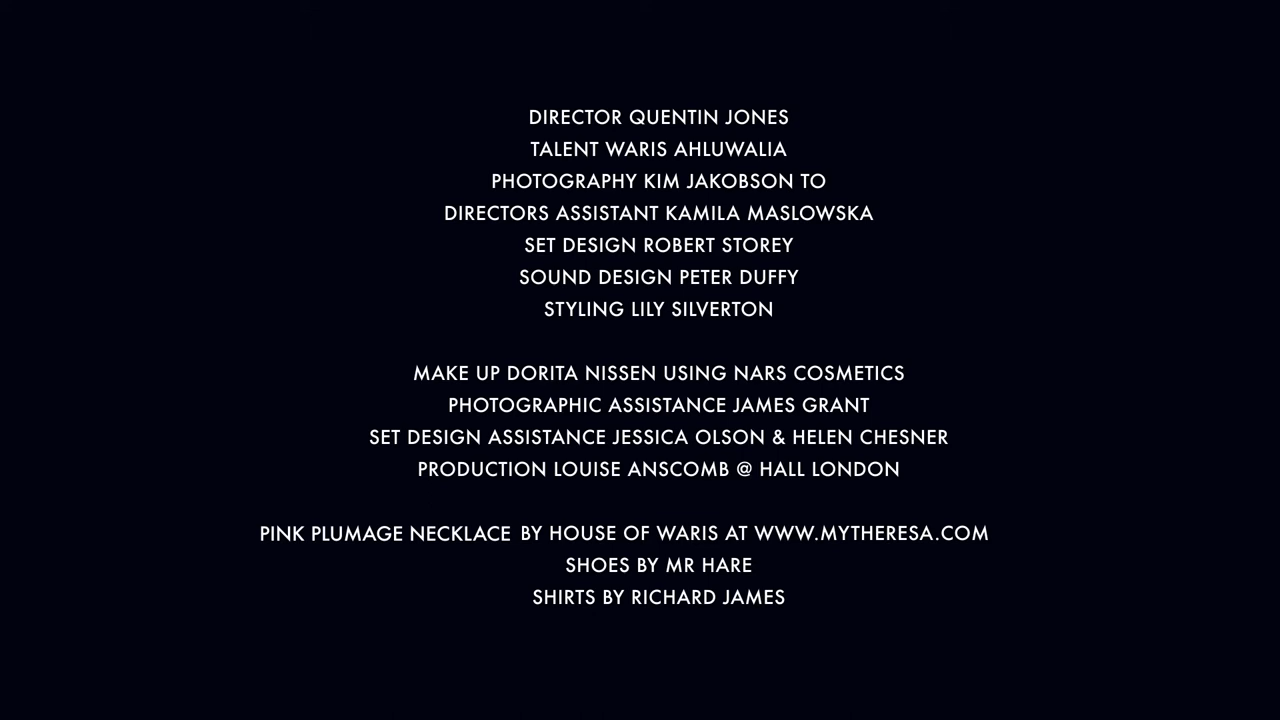 DIRECTOR QUENTIN JONES
TALENT WARIS AHLUWALIA
PHOTOGRAPHY KIM JAKOBSON TO
DIRECTORS ASSISTANT KAMILA MASLOWSKA
SET DESIGN ROBERT STOREY
SOUND DESIGN PETER DUFFY
STYLING LILY SILVERTON
MAKE UP DORITA NISSEN USING NARS COSMETICS
PHOTOGRAPHIC ASSISTANCE JAMES GRANT
SET DESIGN ASSISTANCE JESSICA OLSON & HELEN CHESNER
PRODUCTION LOUISE ANSCOMB @ HALL LONDON
PINK PLUMAGE NECKLACE BY HOUSE OF WARIS AT WWW.MYTHERESA.COM
SHOES BY MR HARE
SHIRTS BY RICHARD JAMES